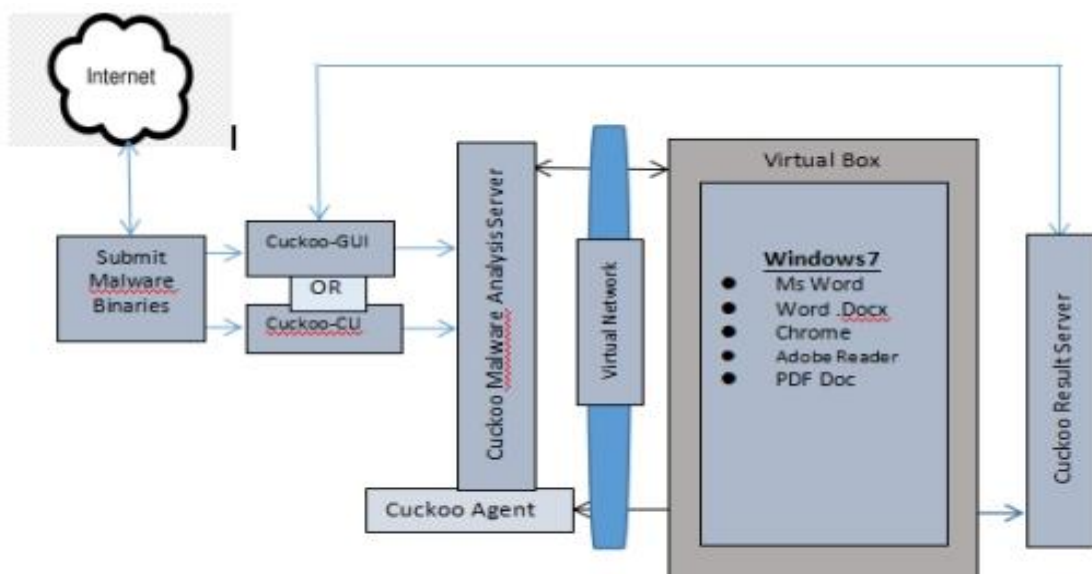 Internet
Submit
Malware
Binaries
Cuckoo-GUI
OR
Cuckoo-CU
Cuckoo Malware Analysis Server
Cuckoo Agent
Virtual Network
Virtual Box
Windows7
● Ms Word
● Word .Docx
● Chrome
● Adobe Reader
● PDF Doc
Cuckoo Result Server